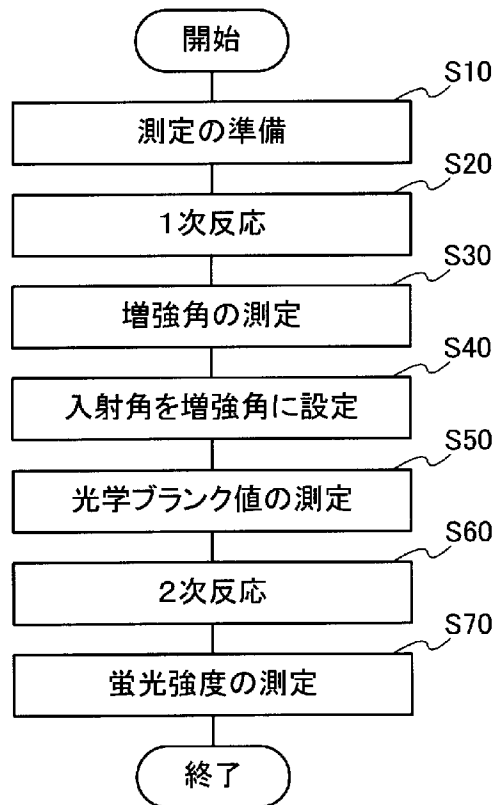 開始
S10
測定の準備
S20
1次反応
S30
増強角の測定
S40
入射角を増強角に設定
S50
光学ブランク値の測定
S60
2次反応
S70
蛍光強度の測定
終了